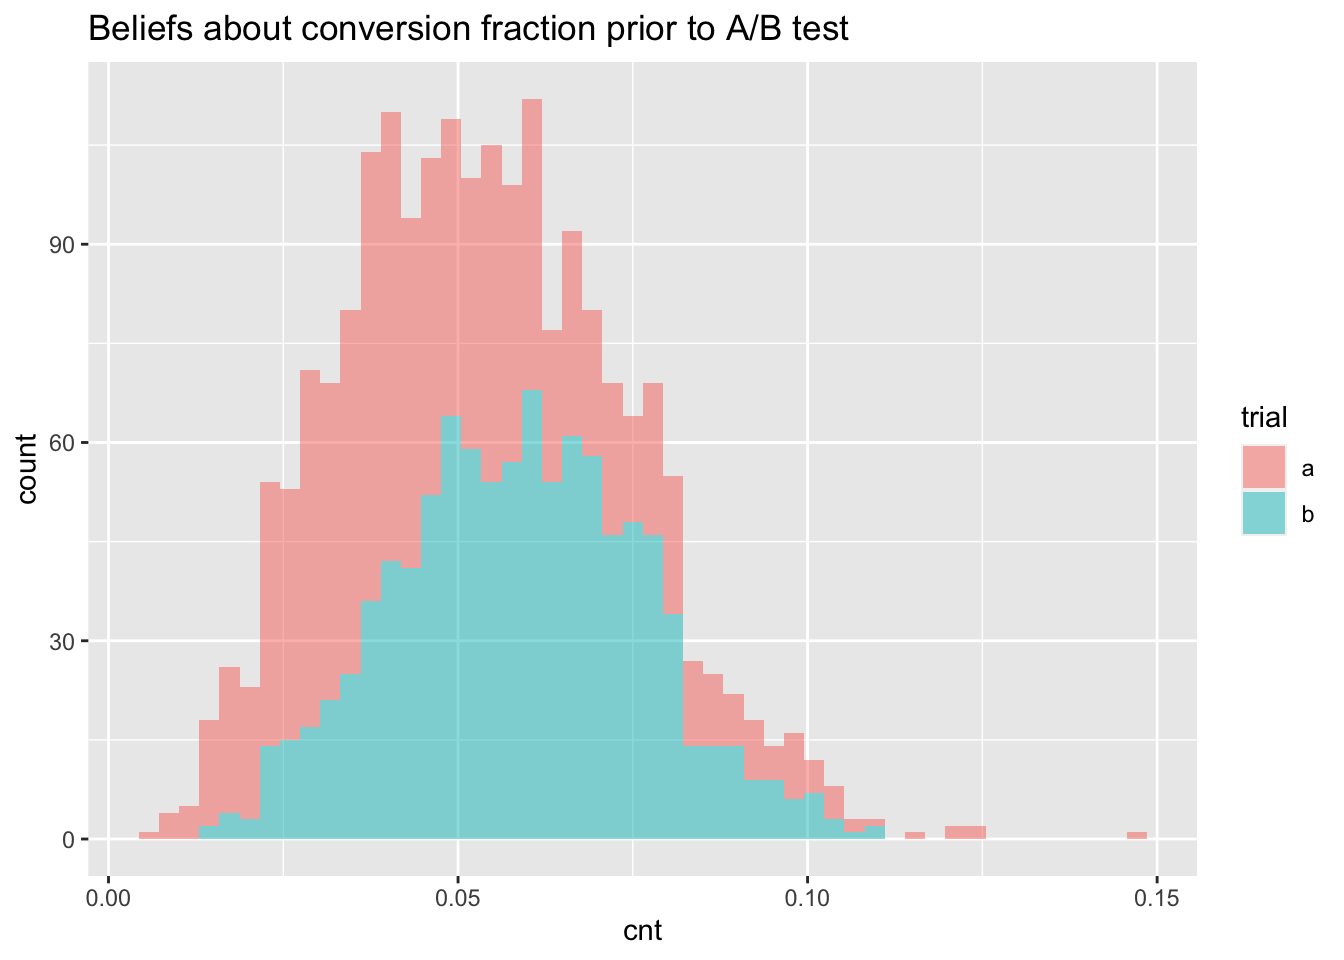 Beliefs about conversion fraction prior to A/B test
90
60
30
0
count
0.00
0.05
0.10
0.15
cnt
trial
a
b